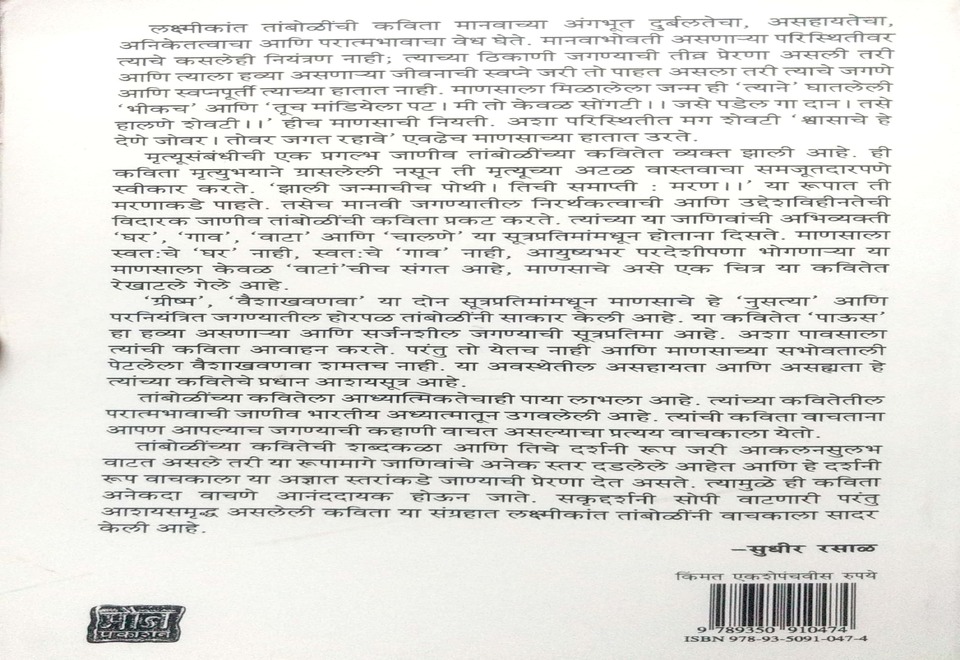 लक्ष्मीकांत तांबोळींची कविता मानवाच्या अंगभूत दुर्बलतेचा, असहायतेचा,
अनिकेतत्वाचा आणि परात्मभावाचा वेध घेते. मानवाभोवती असणाऱ्या परिस्थितीवर
त्याचे कसलेही नियंत्रण नाही; त्याच्या ठिकाणी जगण्याची तीव्र प्रेरणा असली तरी
आणि त्याला हव्या असणाऱ्या जीवनाची स्वप्ने जरी तो पाहत असला तरी त्याचे जगणे
आणि स्वप्नपूर्ती त्याच्या हातात नाही. माणसाला मिळालेला जन्म ही ‘त्याने’ घातलेली
‘भीकच’ आणि ‘तूच मांडियेला पट। मी तो केवळ सोंगटी।। जसे पडेल गा दान। तसे
हालणे शेवटी।।’ हीच माणसाची नियती. अशा परिस्थितीत मग शेवटी ‘श्वासाचे हे
देणे जोवर। तोवर जगत रहावे’ एवढेच माणसाच्या हातात उरते.
मृत्यूसंबंधीची एक प्रगल्भ जाणीव तांबोळींच्या कवितेत व्यक्त झाली आहे. ही
कविता मृत्युभयाने ग्रासलेली नसून ती मृत्यूच्या अटळ वास्तवाचा समजूतदारपणे
स्वीकार करते. ‘झाली जन्माचीच पोथी। तिची समाप्ती : मरण।।’ या रूपात ती
मरणाकडे पाहते. तसेच मानवी जगण्यातील निरर्थकत्वाची आणि उद्देशविहीनतेची
विदारक जाणीव तांबोळींची कविता प्रकट करते. त्यांच्या या जाणिवांची अभिव्यक्ती
‘घर’, ‘गाव’, ‘वाटा’ आणि ‘चालणे’ या सूत्रप्रतिमांमधून होताना दिसते. माणसाला
स्वतःचे ‘घर’ नाही, स्वतःचे ‘गाव’ नाही, आयुष्यभर परदेशीपणा भोगणाऱ्या या
माणसाला केवळ ‘वाटां’चीच संगत आहे, माणसाचे असे एक चित्र या कवितेत
रेखाटले गेले आहे.
‘ग्रीष्म’, ‘वैशाखवणवा’ या दोन सूत्रप्रतिमांमधून माणसाचे हे ‘नुसत्या’ आणि
परनियंत्रित जगण्यातील होरपळ तांबोळींनी साकार केली आहे. या कवितेत ‘पाऊस’
हा हव्या असणाऱ्या आणि सर्जनशील जगण्याची सूत्रप्रतिमा आहे. अशा पावसाला
त्यांची कविता आवाहन करते. परंतु तो येतच नाही आणि माणसाच्या सभोवताली
पेटलेला वैशाखवणवा शमतच नाही. या अवस्थेतील असहायता आणि असह्यता हे
त्यांच्या कवितेचे प्रधान आशयसूत्र आहे.
तांबोळींच्या कवितेला आध्यात्मिकतेचाही पाया लाभला आहे. त्यांच्या कवितेतील
परात्मभावाची जाणीव भारतीय अध्यात्मातून उगवलेली आहे. त्यांची कविता वाचताना
आपण आपल्याच जगण्याची कहाणी वाचत असल्याचा प्रत्यय वाचकाला येतो.
तांबोळींच्या कवितेची शब्दकळा आणि तिचे दर्शनी रूप जरी आकलनसुलभ
वाटत असले तरी या रूपामागे जाणिवांचे अनेक स्तर दडलेले आहेत आणि हे दर्शनी
रूप वाचकाला या अज्ञात स्तरांकडे जाण्याची प्रेरणा देत असते. त्यामुळे ही कविता
अनेकदा वाचणे आनंददायक होऊन जाते. सकृद्दर्शनी सोपी वाटणारी परंतु
आशयसमृद्ध असलेली कविता या संग्रहात लक्ष्मीकांत तांबोळींनी वाचकाला सादर
केली आहे.
–सुधीर रसाळ
किंमत एकशेपंचवीस रुपये
9 789350 910474
ISBN 978-93-5091-047-4
मौज
प्रकाशन